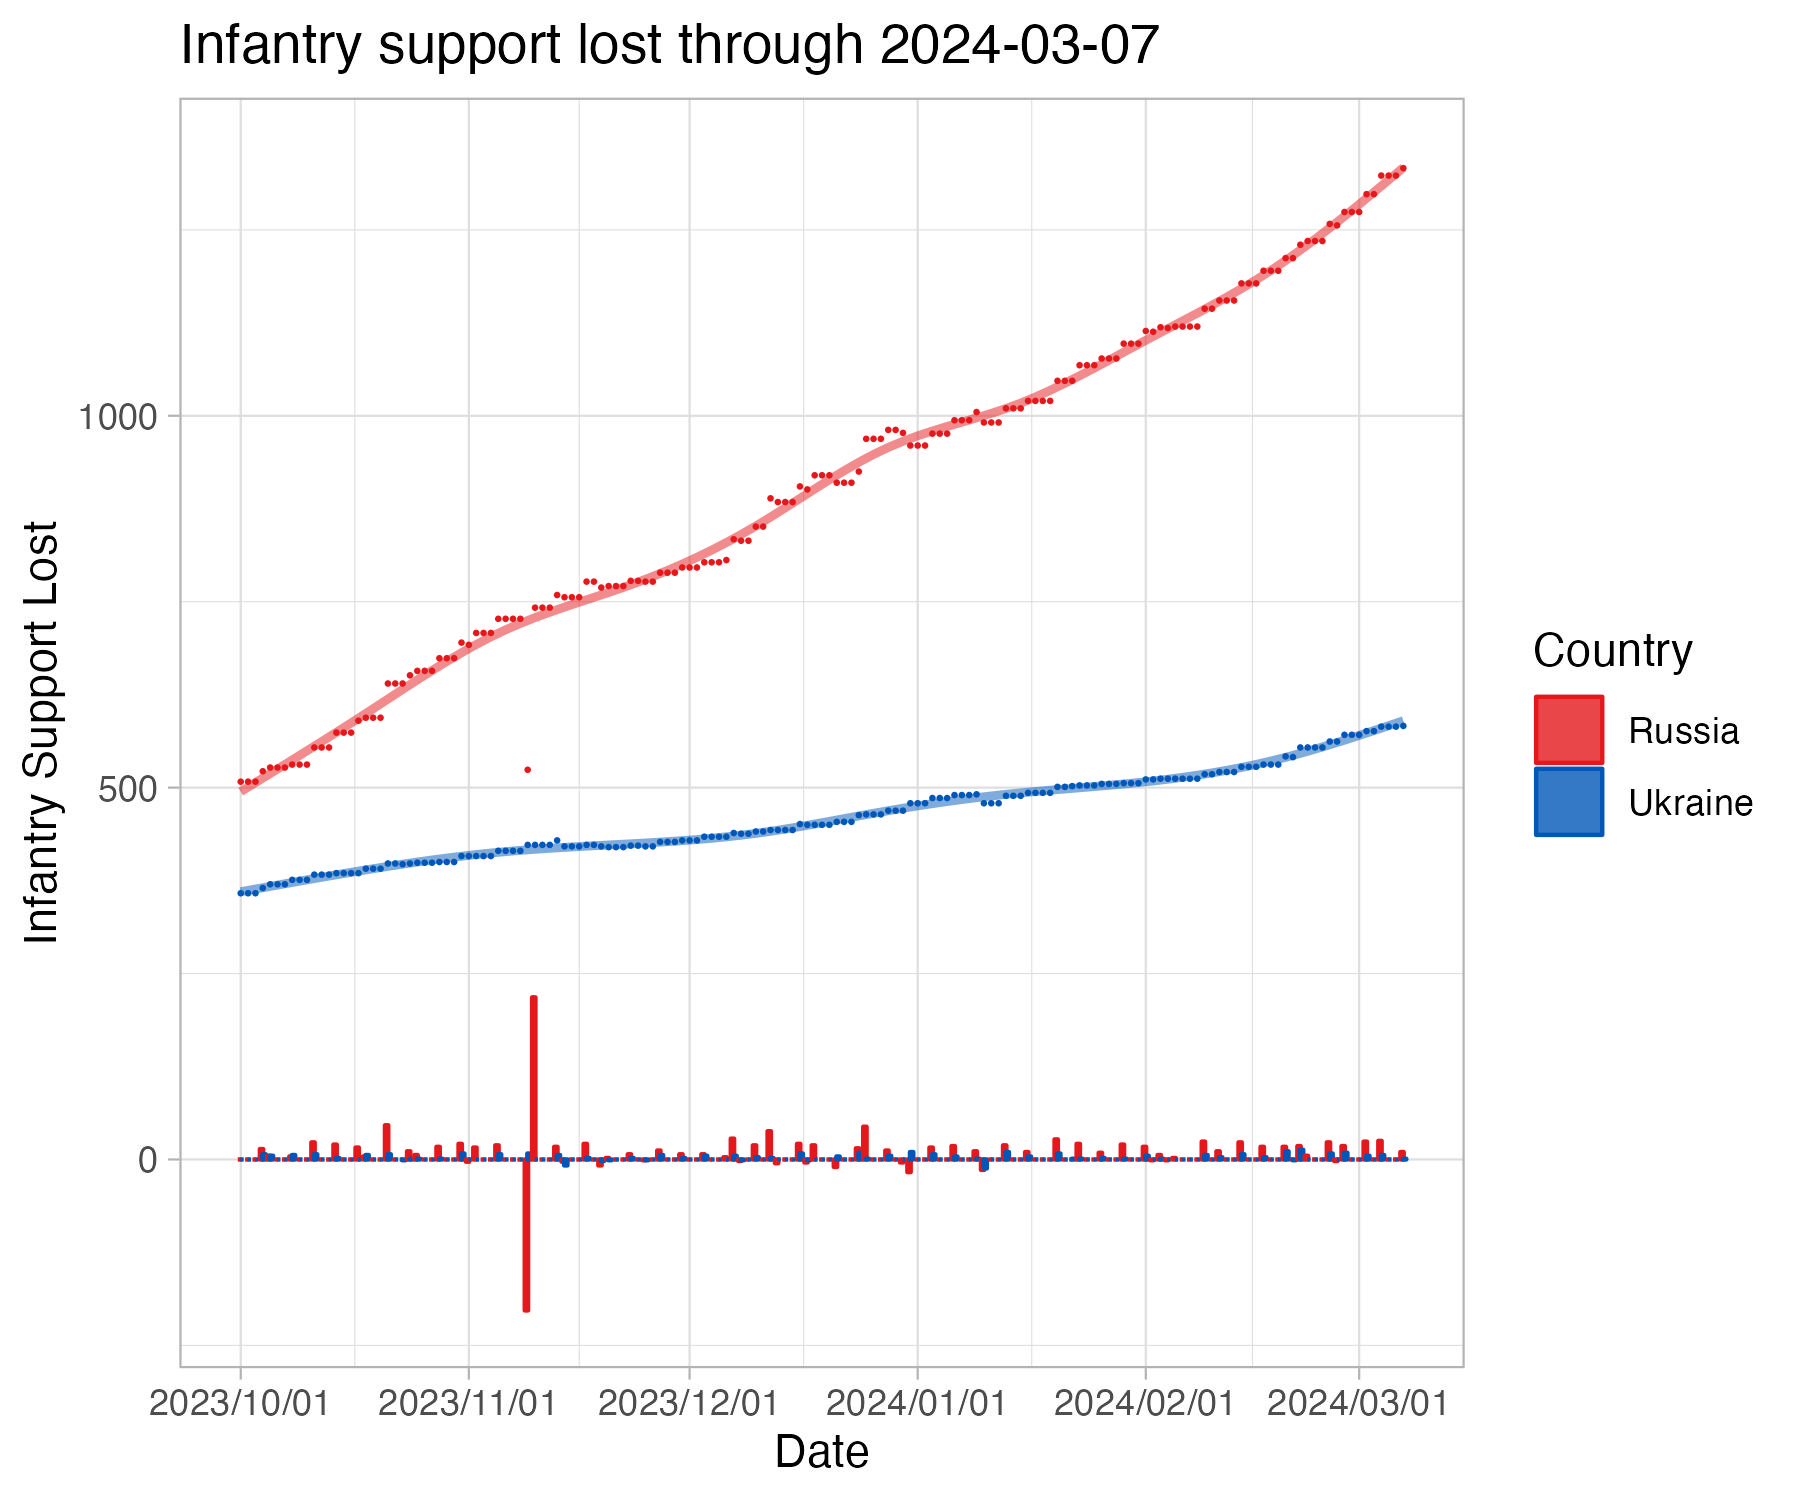 Infantry support lost through 2024-03-07
Infantry Support Lost
1000
500
0
2023/10/01 2023/11/01 2023/12/01 2024/01/01 2024/02/01 2024/03/01
Date
Country
Russia
Ukraine